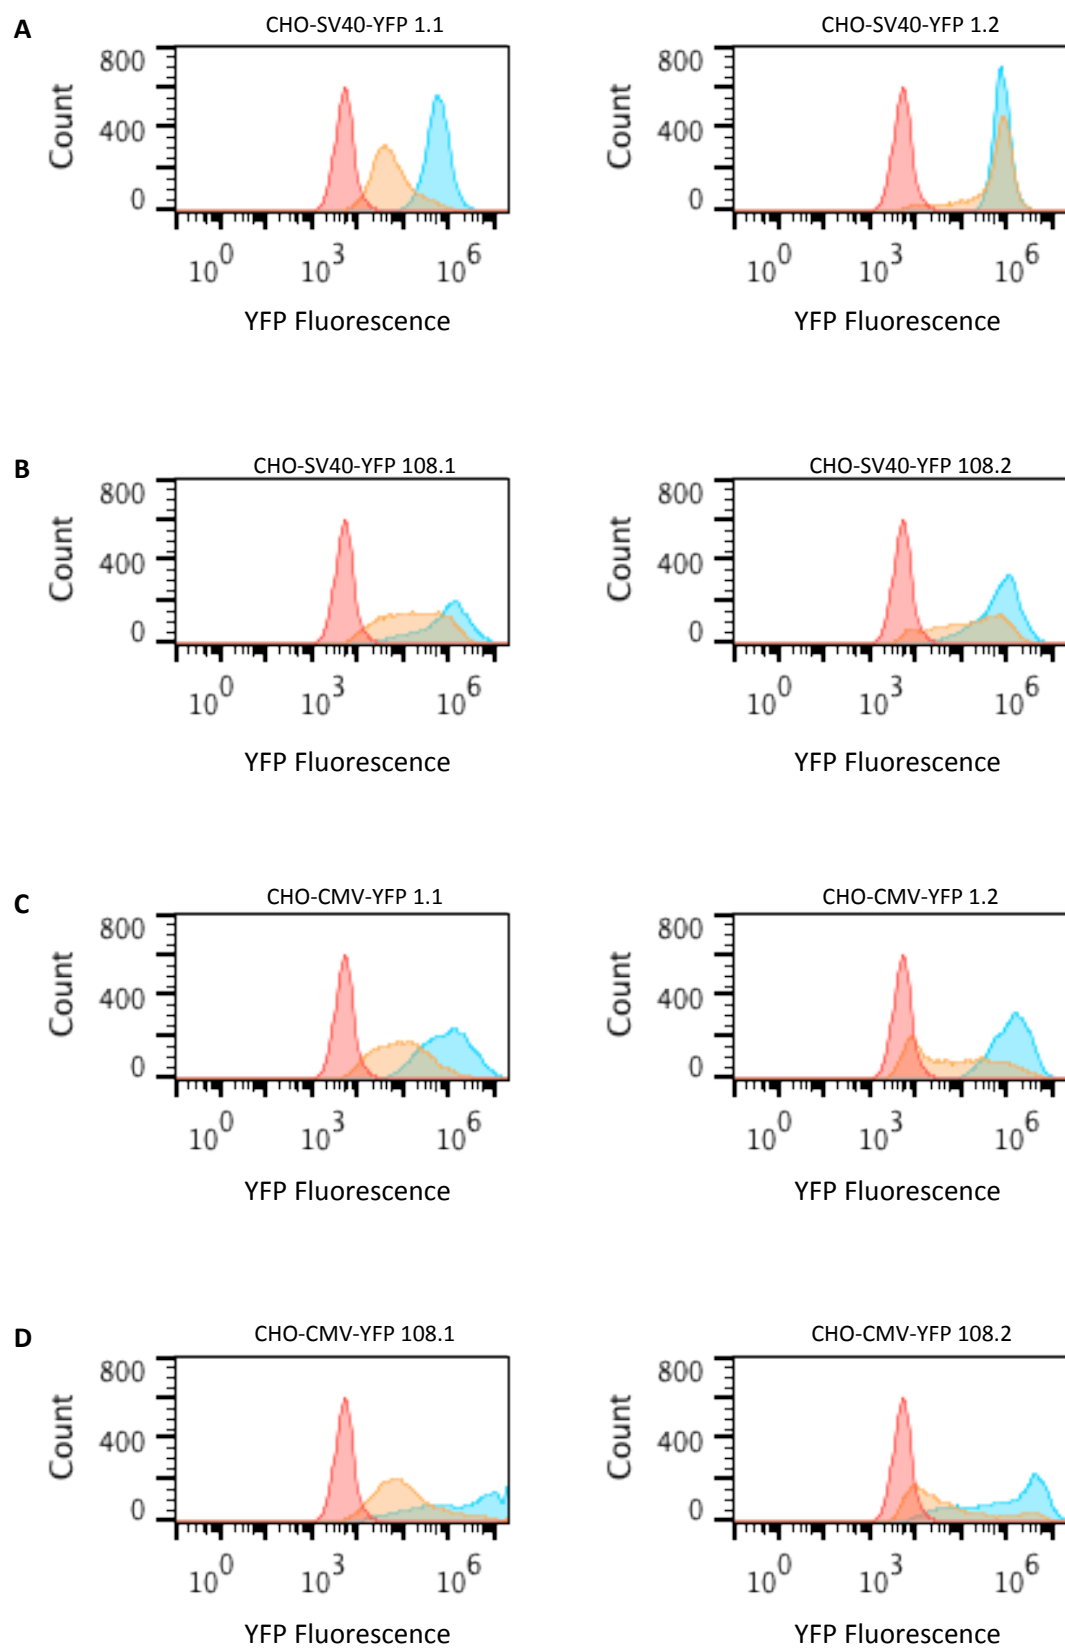 A
CHO-SV40-YFP 1.1
CHO-SV40-YFP 1.2
800
400
0
Count
10^0 10^3 10^6
YFP Fluorescence
800
400
0
Count
10^0 10^3 10^6
YFP Fluorescence
B
CHO-SV40-YFP 108.1
CHO-SV40-YFP 108.2
800
400
0
Count
10^0 10^3 10^6
YFP Fluorescence
800
400
0
Count
10^0 10^3 10^6
YFP Fluorescence
C
CHO-CMV-YFP 1.1
CHO-CMV-YFP 1.2
800
400
0
Count
10^0 10^3 10^6
YFP Fluorescence
800
400
0
Count
10^0 10^3 10^6
YFP Fluorescence
D
CHO-CMV-YFP 108.1
CHO-CMV-YFP 108.2
800
400
0
Count
10^0 10^3 10^6
YFP Fluorescence
800
400
0
Count
10^0 10^3 10^6
YFP Fluorescence